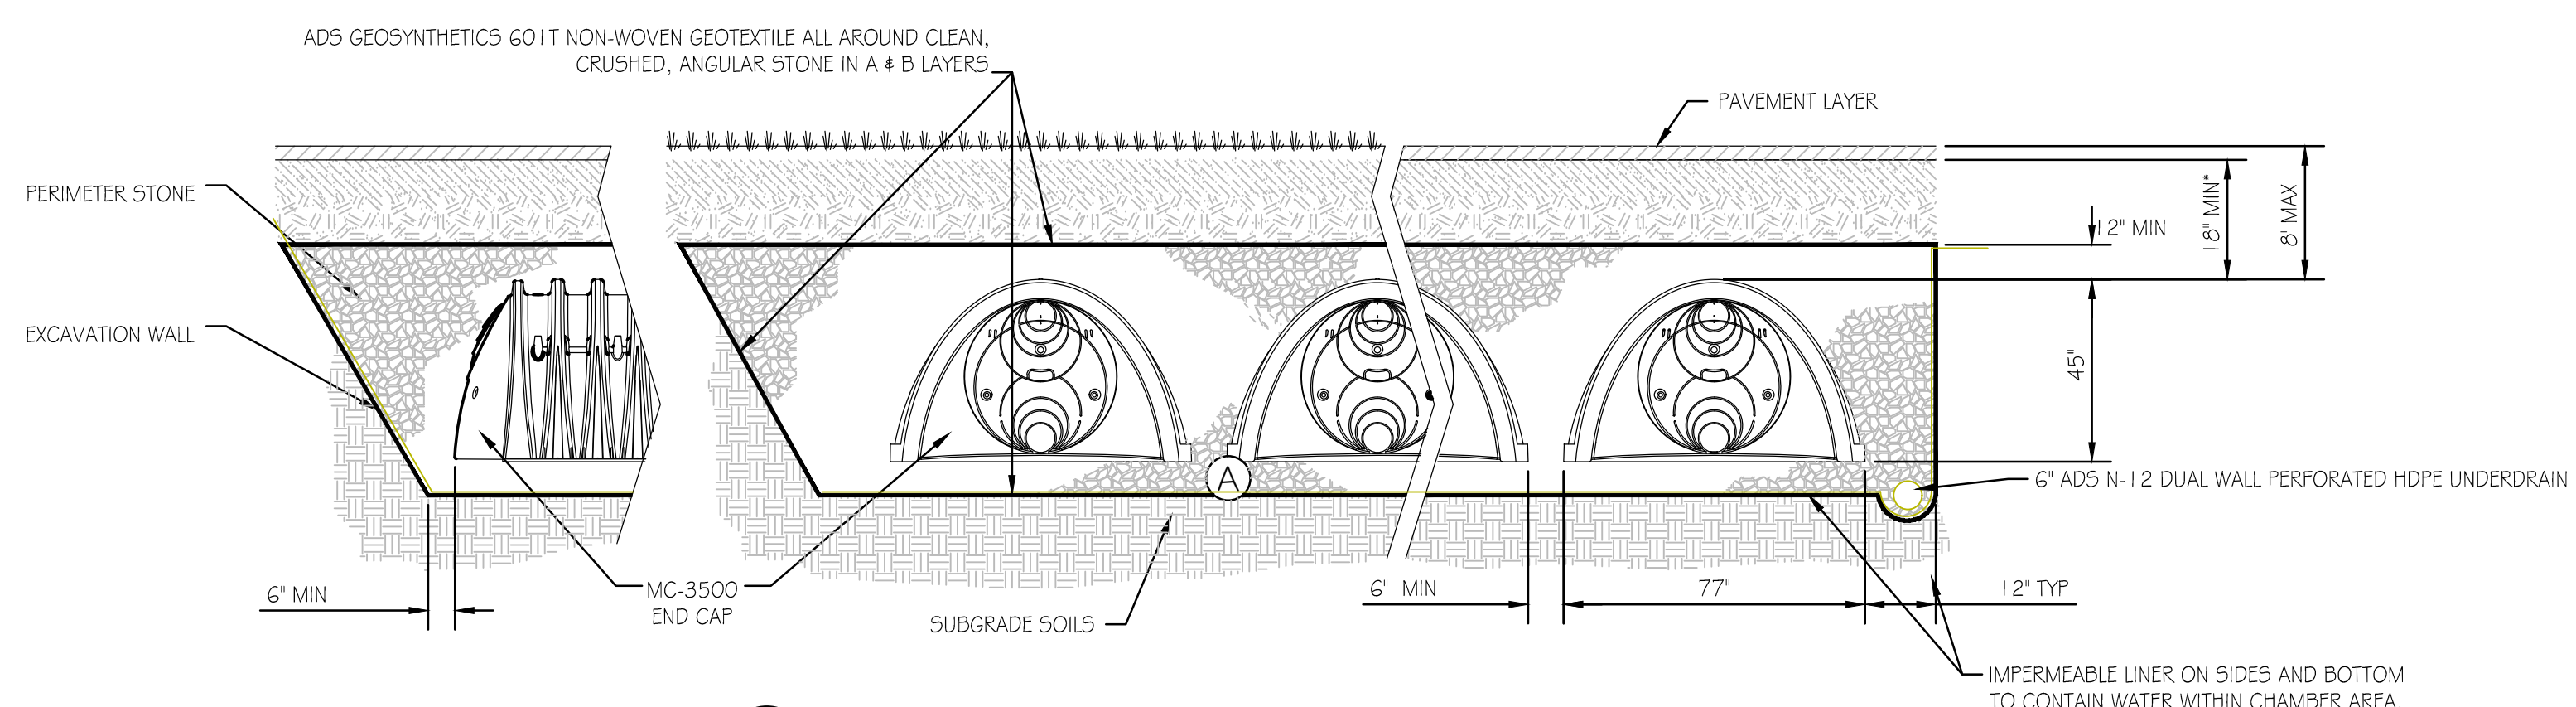 ADS GEOSYNTHETICS 601T NON-WOVEN GEOTEXTILE ALL AROUND CLEAN,
CRUSHED, ANGULAR STONE IN A & B LAYERS
PAVEMENT LAYER
PERIMETER STONE
18" MIN*
8' MAX
12" MIN
EXCAVATION WALL
45"
A
6" ADS N-12 DUAL WALL PERFORATED HDPE UNDERDRAIN
6" MIN
MC-3500
END CAP
SUBGRADE SOILS
6" MIN
77"
12" TYP
IMPERMEABLE LINER ON SIDES AND BOTTOM
TO CONTAIN WATER WITHIN CHAMBER AREA.